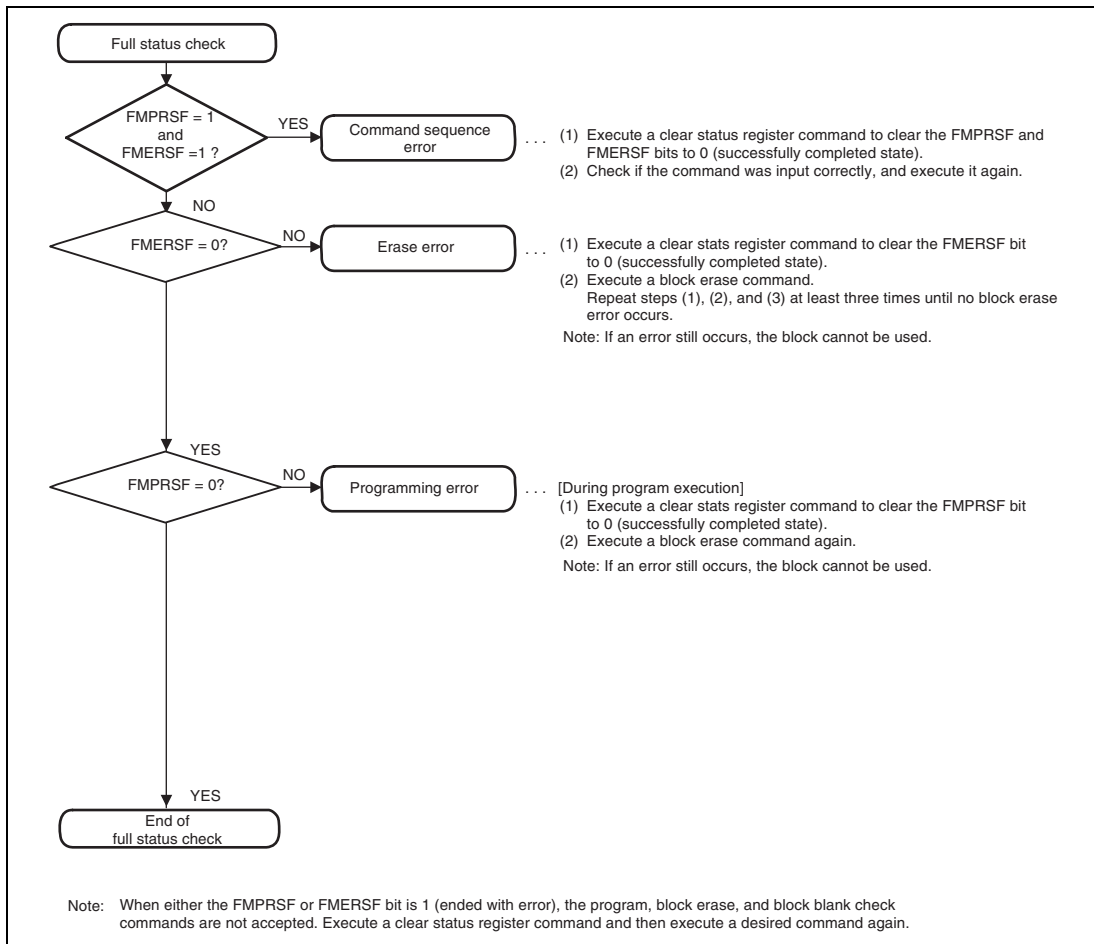 Full status check
FMPRSF = 1
and
FMERSF =1 ?
YES
Command sequence
error
. . . (1) Execute a clear status register command to clear the FMPRSF and
FMERSF bits to 0 (successfully completed state).
(2) Check if the command was input correctly, and execute it again.
NO
FMERSF = 0?
NO
Erase error
. . . (1) Execute a clear stats register command to clear the FMERSF bit
to 0 (successfully completed state).
(2) Execute a block erase command.
Repeat steps (1), (2), and (3) at least three times until no block erase
error occurs.
Note: If an error still occurs, the block cannot be used.
YES
FMPRSF = 0?
NO
Programming error
. . . [During program execution]
(1) Execute a clear stats register command to clear the FMPRSF bit
to 0 (successfully completed state).
(2) Execute a block erase command again.
Note: If an error still occurs, the block cannot be used.
YES
End of
full status check
Note: When either the FMPRSF or FMERSF bit is 1 (ended with error), the program, block erase, and block blank check
commands are not accepted. Execute a clear status register command and then execute a desired command again.